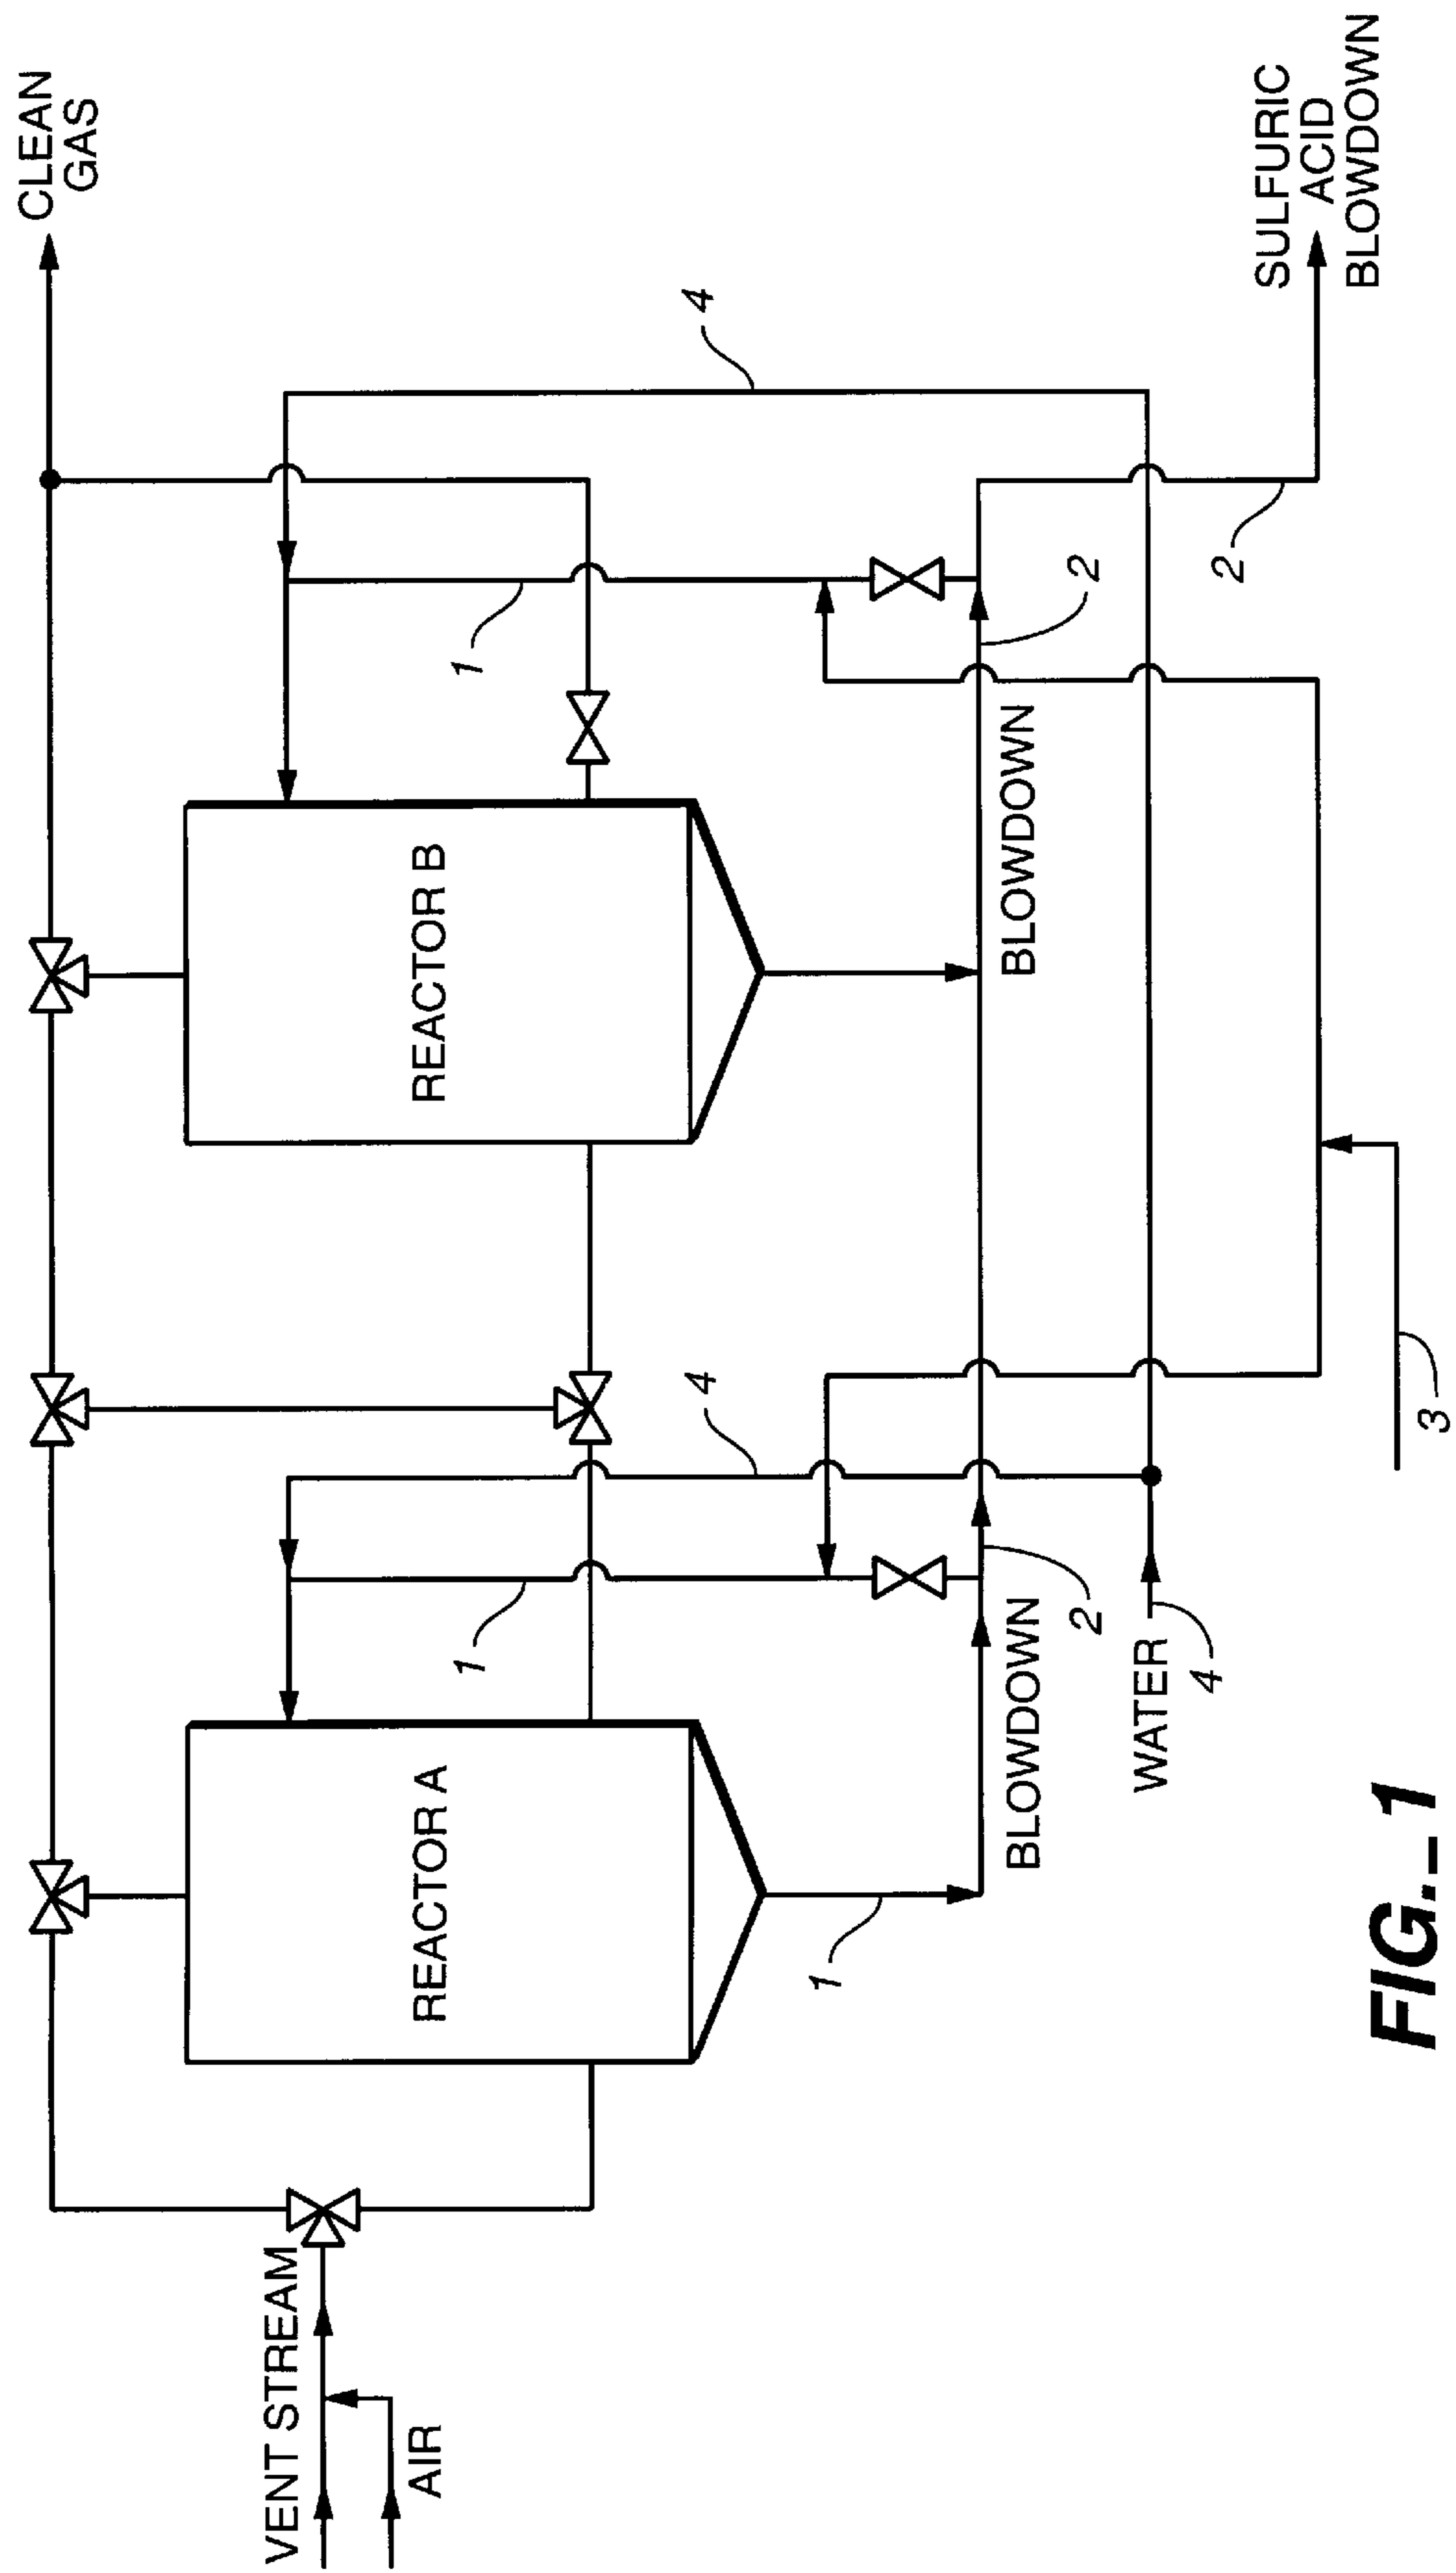 CLEAN
GAS
4
REACTOR B
1
2
2
SULFURIC
ACID
BLOWDOWN
BLOWDOWN
4
REACTOR A
1
1
BLOWDOWN
2
WATER
4
3
VENT STREAM
AIR
FIG._1